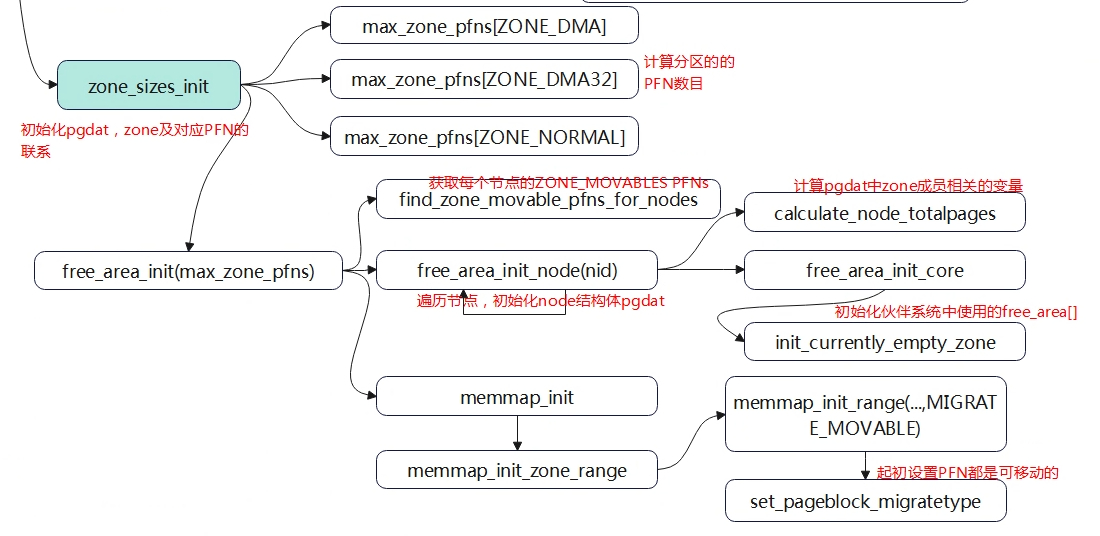 max_zone_pfns[ZONE_DMA]
zone_sizes_init
max_zone_pfns[ZONE_DMA32]
计算分区的的
PFN数目
max_zone_pfns[ZONE_NORMAL]
初始化pgdat，zone及对应PFN的
联系
获取每个节点的ZONE_MOVABLES PFNs
find_zone_movable_pfns_for_nodes
计算pgdat中zone成员相关的变量
calculate_node_totalpages
free_area_init(max_zone_pfns)
free_area_init_node(nid)
free_area_init_core
遍历节点，初始化node结构体pgdat
初始化伙伴系统中使用的free_area[]
init_currently_empty_zone
memmap_init
memmap_init_range(...,MIGRAT
E_MOVABLE)
memmap_init_zone_range
起初设置PFN都是可移动的
set_pageblock_migratetype